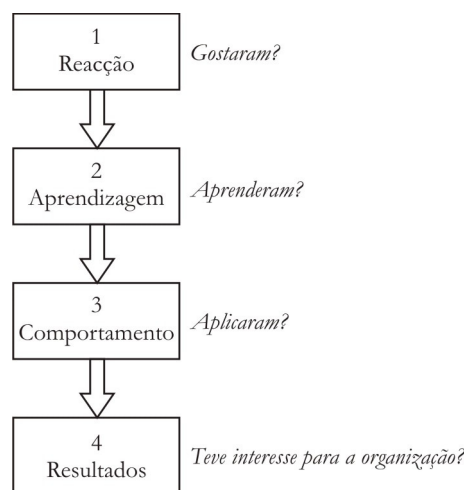 1
Reacção
Gostaram?
2
Aprendizagem
Aprenderam?
3
Comportamento
Aplicaram?
4
Resultados
Teve interesse para a organização?